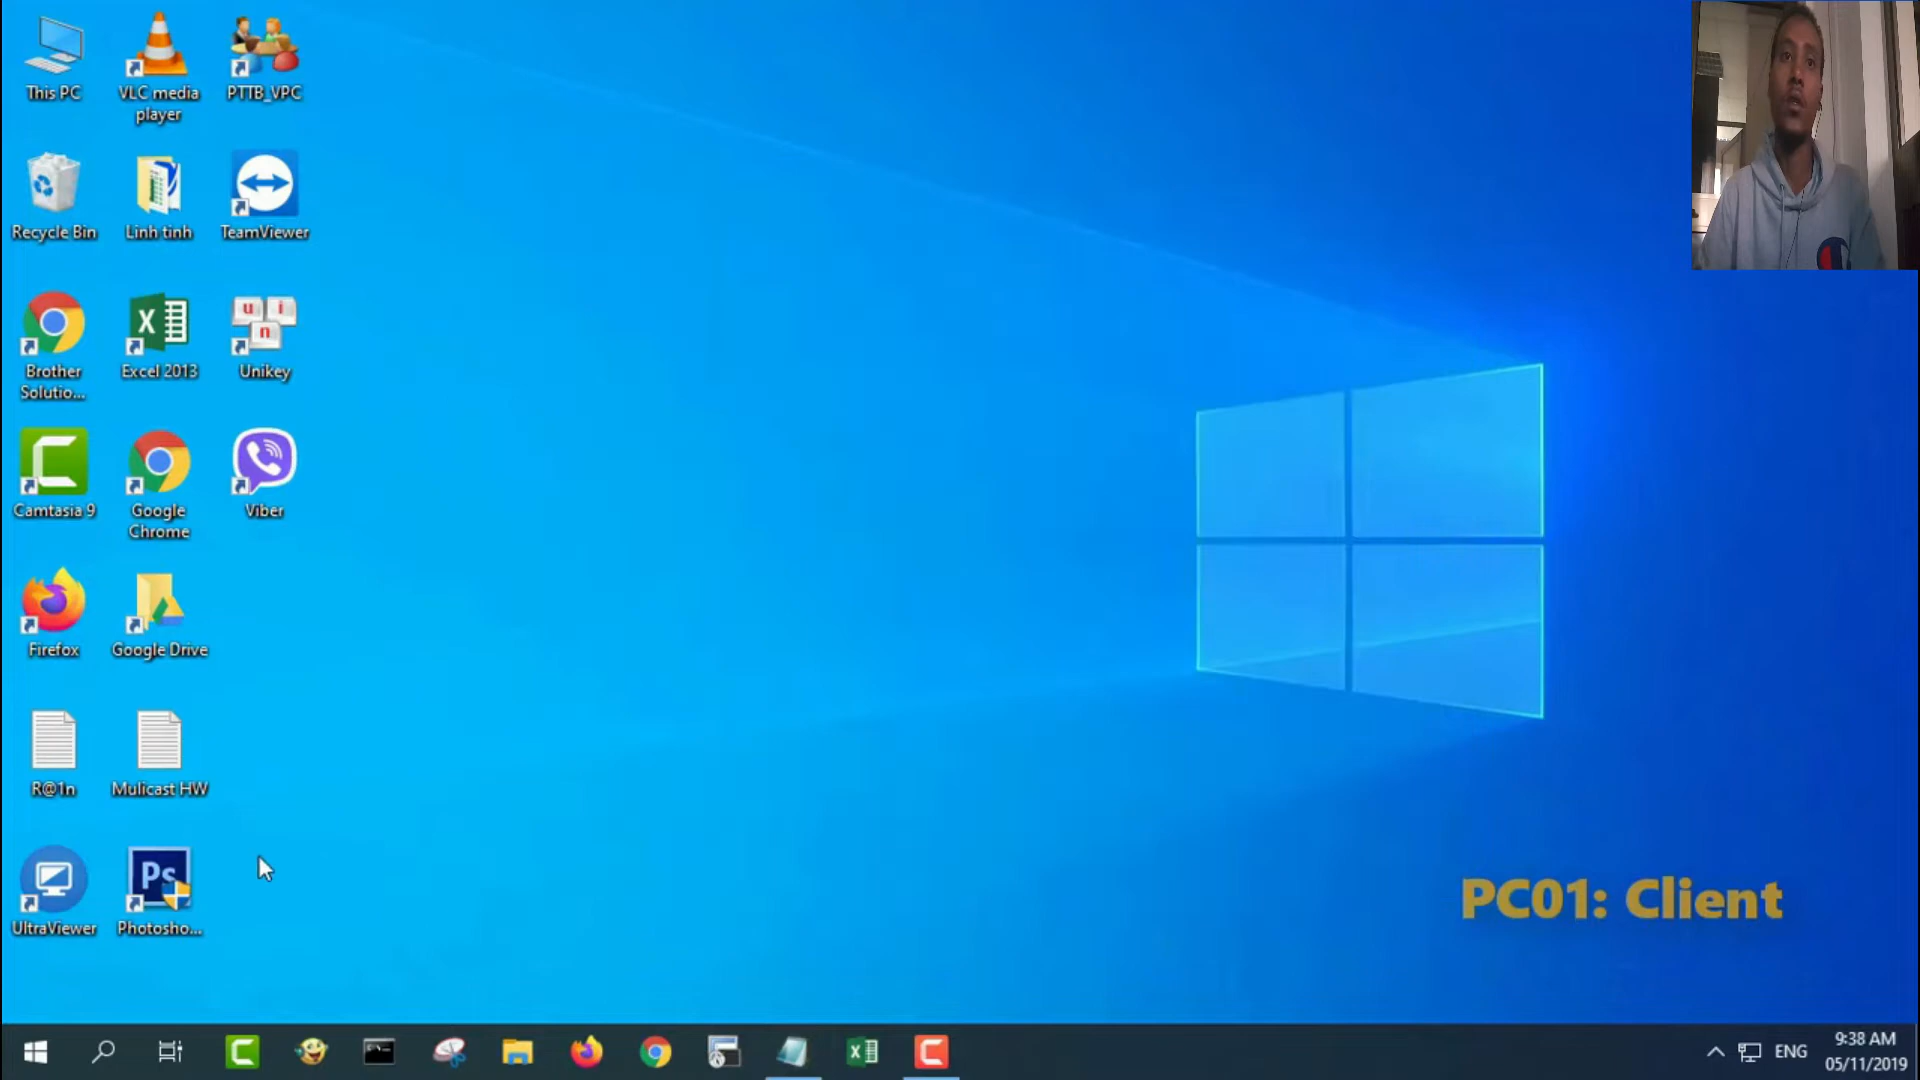 This PC
VLC media
player
PTTB_VPC
Recycle Bin
Linh tinh
TeamViewer
Brother
Solutio...
Excel 2013
u i
n
Unikey
Camtasia 9
Google
Chrome
Viber
Firefox
Google Drive
R@1n
Mulicast HW
UltraViewer
Ps
Photosho...
PC01: Client
ENG
9:38 AM
05/11/2019